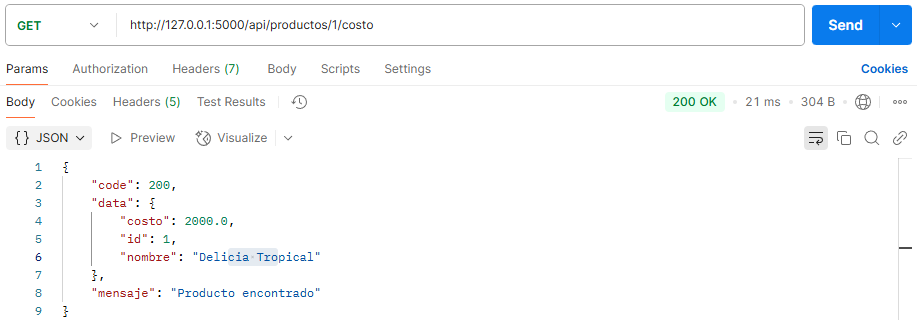 GET http://127.0.0.1:5000/api/productos/1/costo Send
Params Authorization Headers (7) Body Scripts Settings Cookies
Body Cookies Headers (5) Test Results 200 OK • 21 ms • 304 B
{} JSON Preview Visualize
1 {
2 "code": 200,
3 "data": {
4 "costo": 2000.0,
5 "id": 1,
6 "nombre": "Delicia Tropical"
7 },
8 "mensaje": "Producto encontrado"
9 }